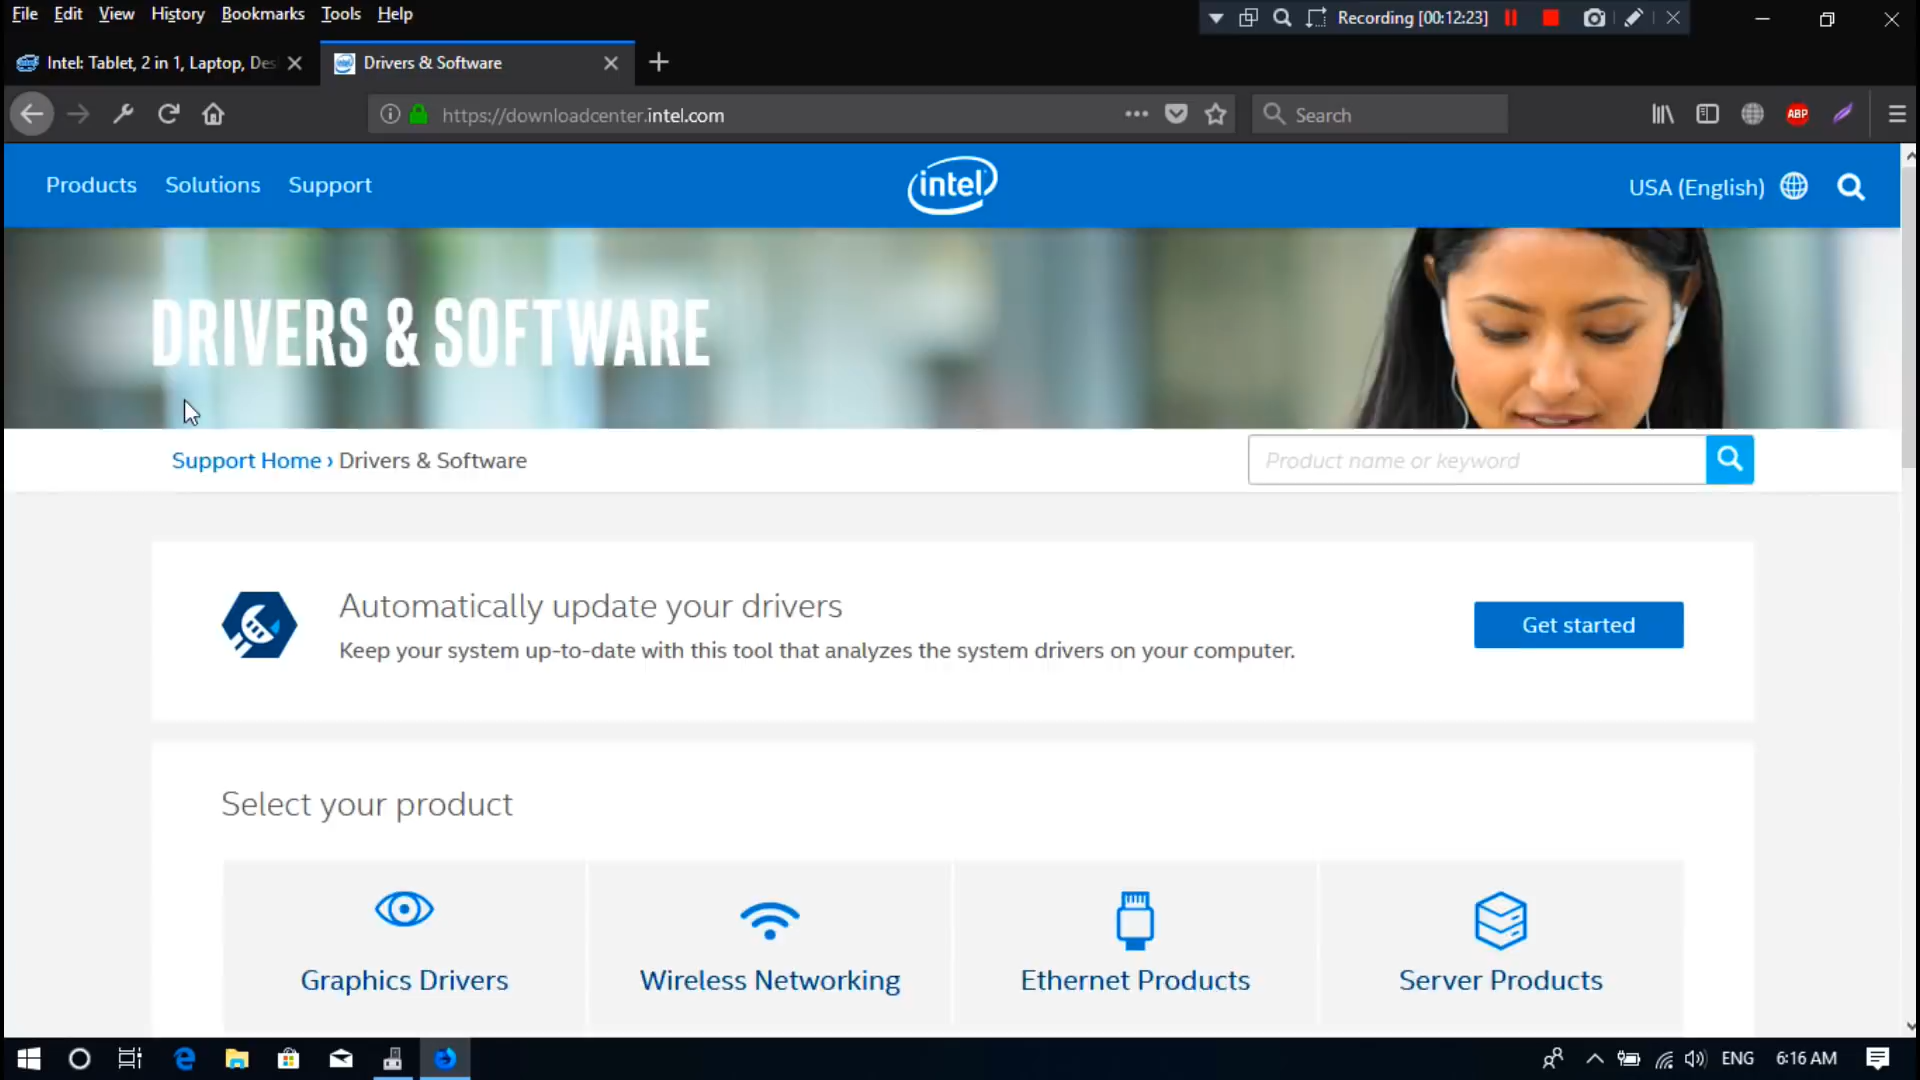 File Edit View History Bookmarks Tools Help
Recording [00:12:23]
Intel: Tablet, 2 in 1, Laptop, Des
Drivers & Software
https://downloadcenter.intel.com
Search
ABP
Products Solutions Support
intel
USA (English)
DRIVERS & SOFTWARE
Support Home › Drivers & Software
Product name or keyword
Automatically update your drivers
Keep your system up-to-date with this tool that analyzes the system drivers on your computer.
Get started
Select your product
Graphics Drivers
Wireless Networking
Ethernet Products
Server Products
ENG
6:16 AM